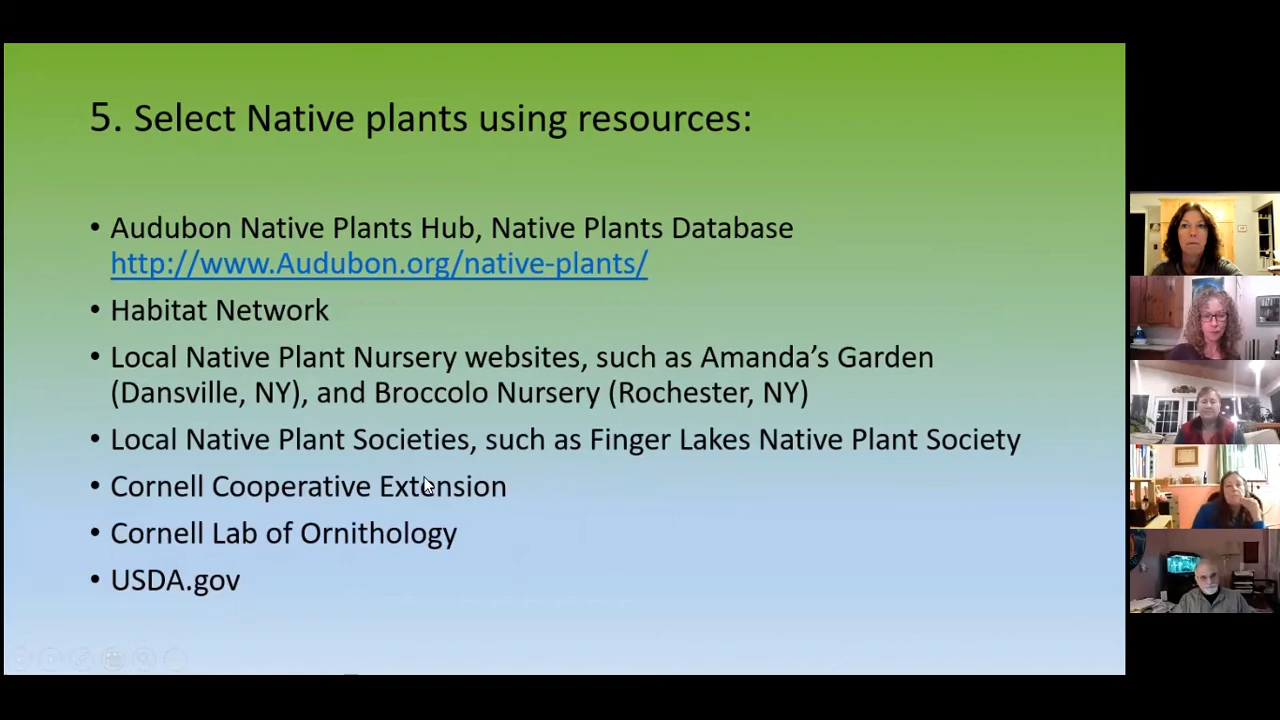 5. Select Native plants using resources:
• Audubon Native Plants Hub, Native Plants Database
http://www.Audubon.org/native-plants/
• Habitat Network
• Local Native Plant Nursery websites, such as Amanda's Garden
(Dansville, NY), and Broccolo Nursery (Rochester, NY)
• Local Native Plant Societies, such as Finger Lakes Native Plant Society
• Cornell Cooperative Extension
• Cornell Lab of Ornithology
• USDA.gov